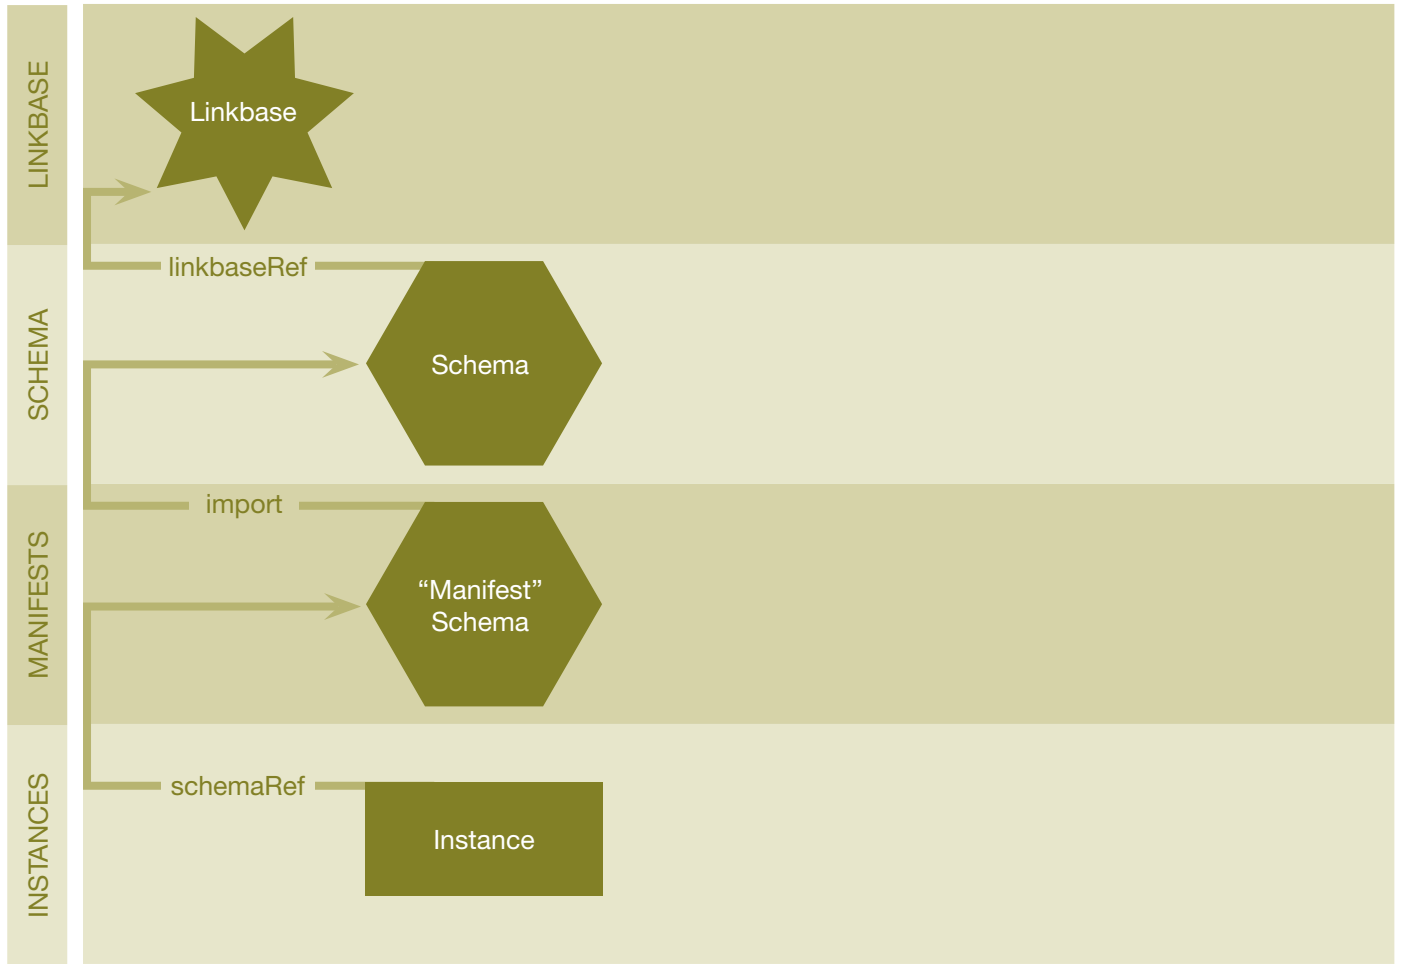 LINKBASE
Linkbase
linkbaseRef
SCHEMA
Schema
import
MANIFESTS
“Manifest”
Schema
schemaRef
INSTANCES
Instance